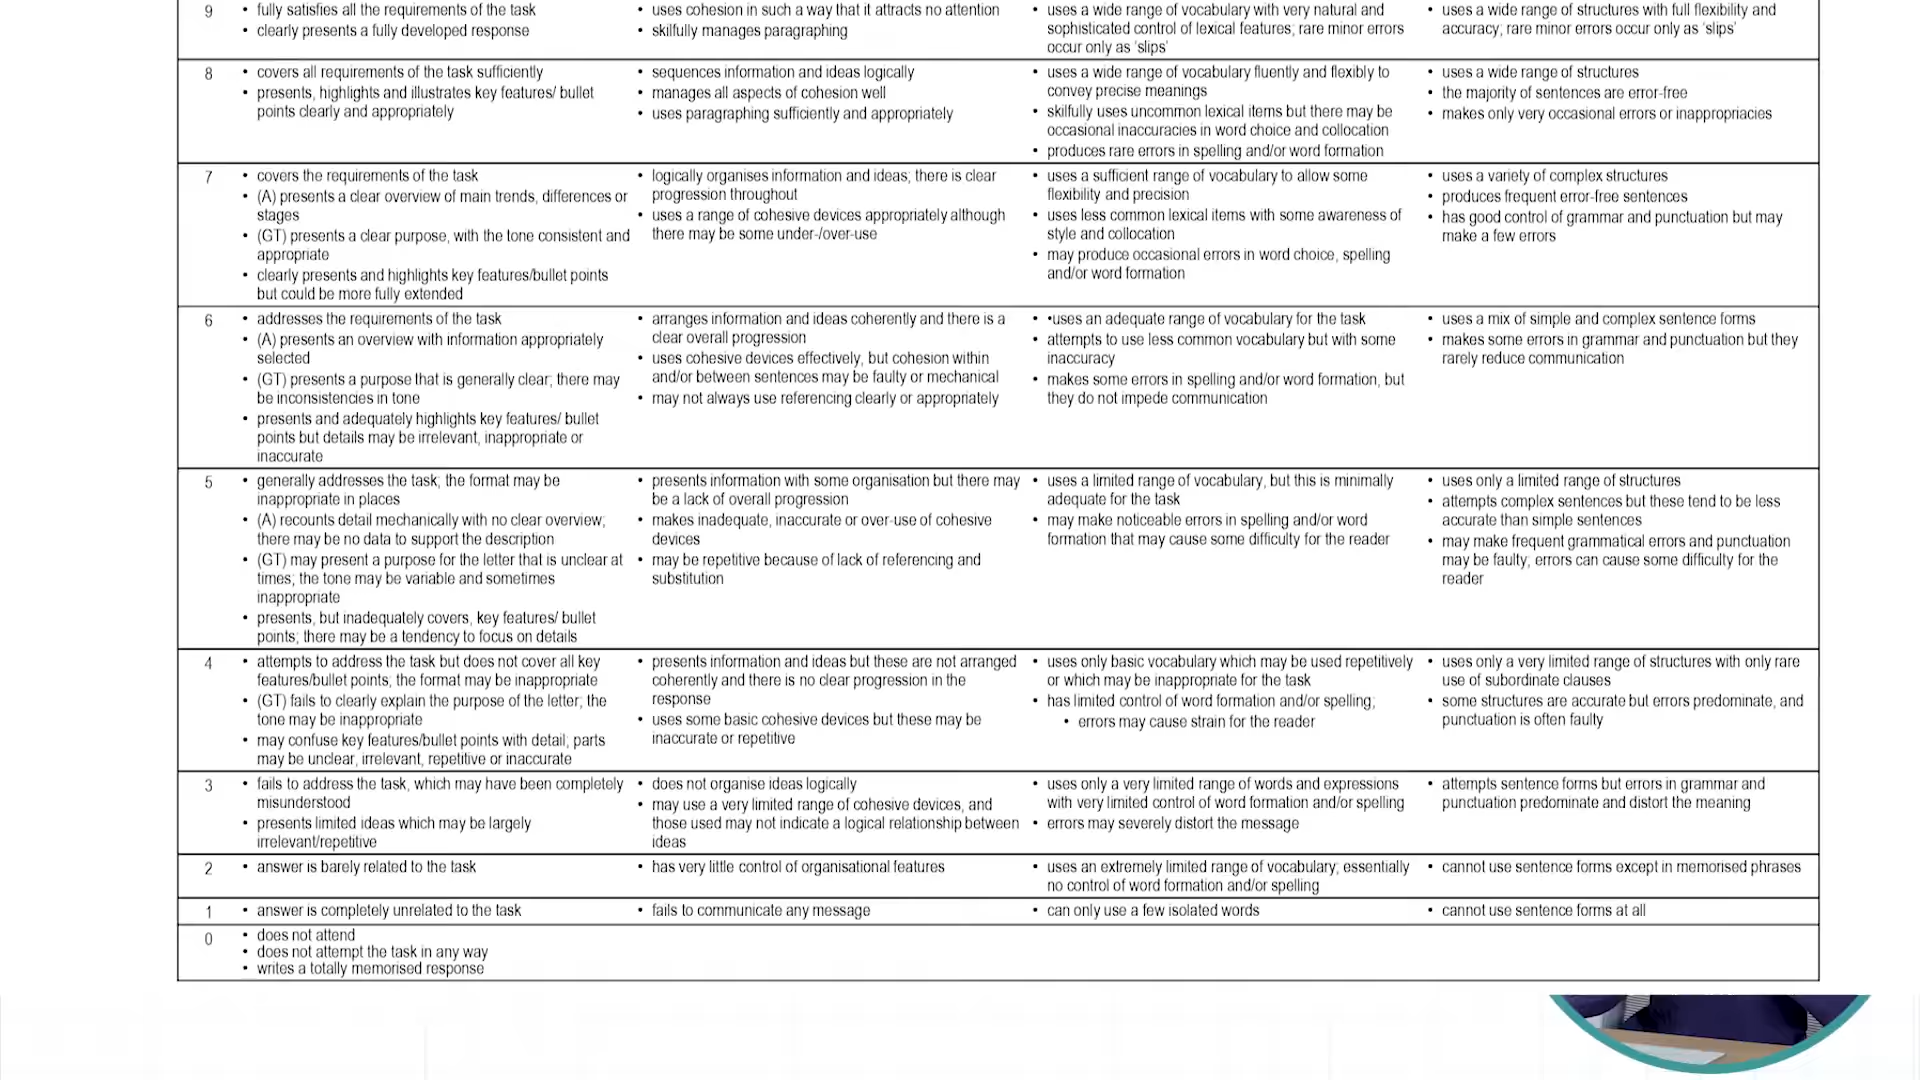 9
• fully satisfies all the requirements of the task
• clearly presents a fully developed response
• uses cohesion in such a way that it attracts no attention
• skilfully manages paragraphing
• uses a wide range of vocabulary with very natural and
sophisticated control of lexical features; rare minor errors
occur only as ‘slips’
• uses a wide range of structures with full flexibility and
accuracy; rare minor errors occur only as ‘slips’
8
• covers all requirements of the task sufficiently
• presents, highlights and illustrates key features/ bullet
points clearly and appropriately
• sequences information and ideas logically
• manages all aspects of cohesion well
• uses paragraphing sufficiently and appropriately
• uses a wide range of vocabulary fluently and flexibly to
convey precise meanings
• skilfully uses uncommon lexical items but there may be
occasional inaccuracies in word choice and collocation
• produces rare errors in spelling and/or word formation
• uses a wide range of structures
• the majority of sentences are error-free
• makes only very occasional errors or inappropriacies
7
• covers the requirements of the task
• (A) presents a clear overview of main trends, differences or
stages
• (GT) presents a clear purpose, with the tone consistent and
appropriate
• clearly presents and highlights key features/bullet points
but could be more fully extended
• logically organises information and ideas; there is clear
progression throughout
• uses a range of cohesive devices appropriately although
there may be some under-/over-use
• uses a sufficient range of vocabulary to allow some
flexibility and precision
• uses less common lexical items with some awareness of
style and collocation
• may produce occasional errors in word choice, spelling
and/or word formation
• uses a variety of complex structures
• produces frequent error-free sentences
• has good control of grammar and punctuation but may
make a few errors
6
• addresses the requirements of the task
• (A) presents an overview with information appropriately
selected
• (GT) presents a purpose that is generally clear; there may
be inconsistencies in tone
• presents and adequately highlights key features/ bullet
points but details may be irrelevant, inappropriate or
inaccurate
• arranges information and ideas coherently and there is a
clear overall progression
• uses cohesive devices effectively, but cohesion within
and/or between sentences may be faulty or mechanical
• may not always use referencing clearly or appropriately
• •uses an adequate range of vocabulary for the task
• attempts to use less common vocabulary but with some
inaccuracy
• makes some errors in spelling and/or word formation, but
they do not impede communication
• uses a mix of simple and complex sentence forms
• makes some errors in grammar and punctuation but they
rarely reduce communication
5
• generally addresses the task; the format may be
inappropriate in places
• (A) recounts detail mechanically with no clear overview;
there may be no data to support the description
• (GT) may present a purpose for the letter that is unclear at
times; the tone may be variable and sometimes
inappropriate
• presents, but inadequately covers, key features/ bullet
points; there may be a tendency to focus on details
• presents information with some organisation but there may
be a lack of overall progression
• makes inadequate, inaccurate or over-use of cohesive
devices
• may be repetitive because of lack of referencing and
substitution
• uses a limited range of vocabulary, but this is minimally
adequate for the task
• may make noticeable errors in spelling and/or word
formation that may cause some difficulty for the reader
• uses only a limited range of structures
• attempts complex sentences but these tend to be less
accurate than simple sentences
• may make frequent grammatical errors and punctuation
may be faulty; errors can cause some difficulty for the
reader
4
• attempts to address the task but does not cover all key
features/bullet points; the format may be inappropriate
• (GT) fails to clearly explain the purpose of the letter; the
tone may be inappropriate
• may confuse key features/bullet points with detail; parts
may be unclear, irrelevant, repetitive or inaccurate
• presents information and ideas but these are not arranged
coherently and there is no clear progression in the
response
• uses some basic cohesive devices but these may be
inaccurate or repetitive
• uses only basic vocabulary which may be used repetitively
or which may be inappropriate for the task
• has limited control of word formation and/or spelling;
• errors may cause strain for the reader
• uses only a very limited range of structures with only rare
use of subordinate clauses
• some structures are accurate but errors predominate, and
punctuation is often faulty
3
• fails to address the task, which may have been completely
misunderstood
• presents limited ideas which may be largely
irrelevant/repetitive
• does not organise ideas logically
• may use a very limited range of cohesive devices, and
those used may not indicate a logical relationship between
ideas
• uses only a very limited range of words and expressions
with very limited control of word formation and/or spelling
• errors may severely distort the message
• attempts sentence forms but errors in grammar and
punctuation predominate and distort the meaning
2
• answer is barely related to the task
• has very little control of organisational features
• uses an extremely limited range of vocabulary; essentially
no control of word formation and/or spelling
• cannot use sentence forms except in memorised phrases
1
• answer is completely unrelated to the task
• fails to communicate any message
• can only use a few isolated words
• cannot use sentence forms at all
0
• does not attend
• does not attempt the task in any way
• writes a totally memorised response